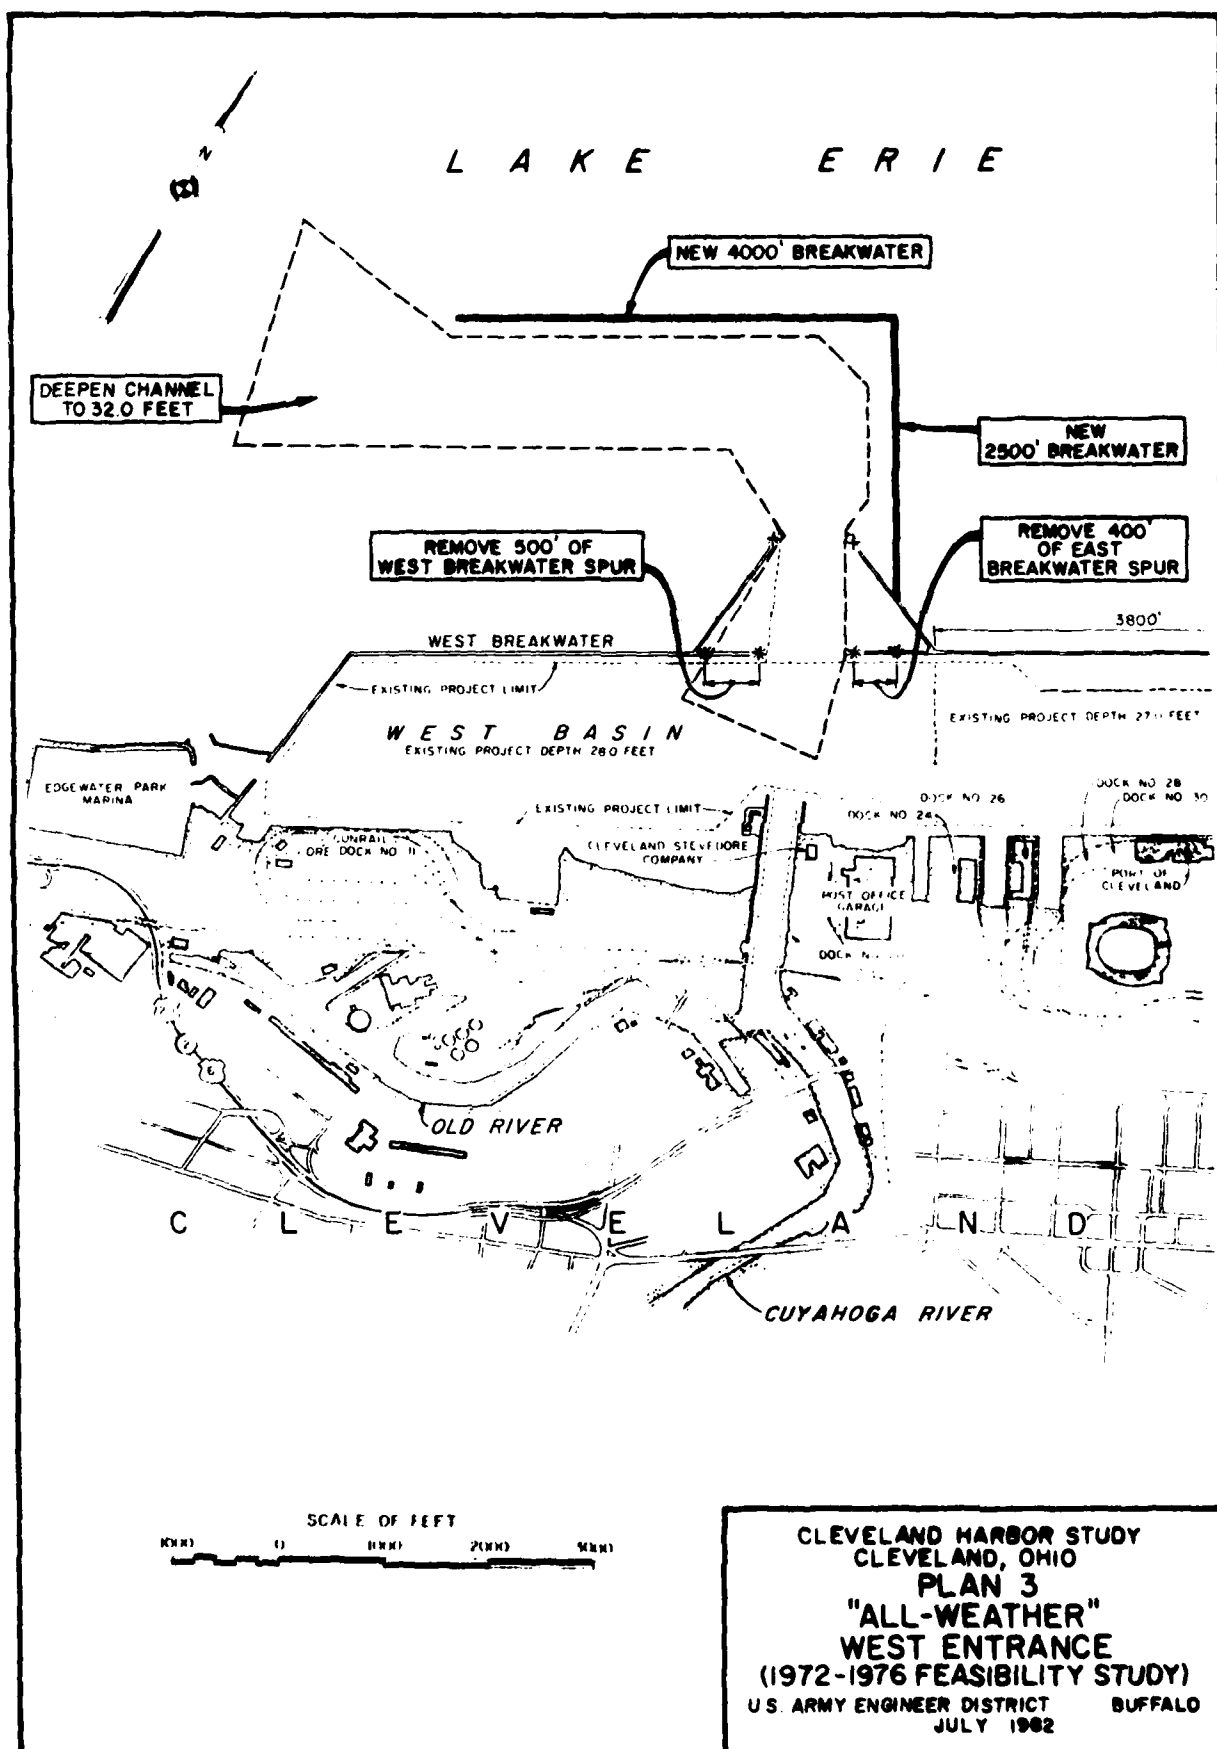 N
LAKE ERIE
NEW 4000' BREAKWATER
DEEPEN CHANNEL
TO 32.0 FEET
NEW
2500' BREAKWATER
REMOVE 500' OF
WEST BREAKWATER SPUR
REMOVE 400'
OF EAST
BREAKWATER SPUR
3800'
WEST BREAKWATER
EXISTING PROJECT LIMIT
WEST BASIN
EXISTING PROJECT DEPTH 28.0 FEET
EXISTING PROJECT DEPTH 27.0 FEET
EDGEWATER PARK
MARINA
DOCK NO. 28
DOCK NO. 30
DOCK NO. 26
EXISTING PROJECT LIMIT
DOCK NO. 24
CONRAIL
ORE DOCK NO. 11
CLEVELAND STEVEDORE
COMPANY
PORT OF
CLEVELAND
POST OFFICE
GARAGE
DOCK
6
OLD RIVER
CLEVELAND
CUYAHOGA RIVER
SCALE OF FEET
1000 0 1000 2000 3000
CLEVELAND HARBOR STUDY
CLEVELAND, OHIO
PLAN 3
"ALL-WEATHER"
WEST ENTRANCE
(1972-1976 FEASIBILITY STUDY)
U.S. ARMY ENGINEER DISTRICT BUFFALO
JULY 1982